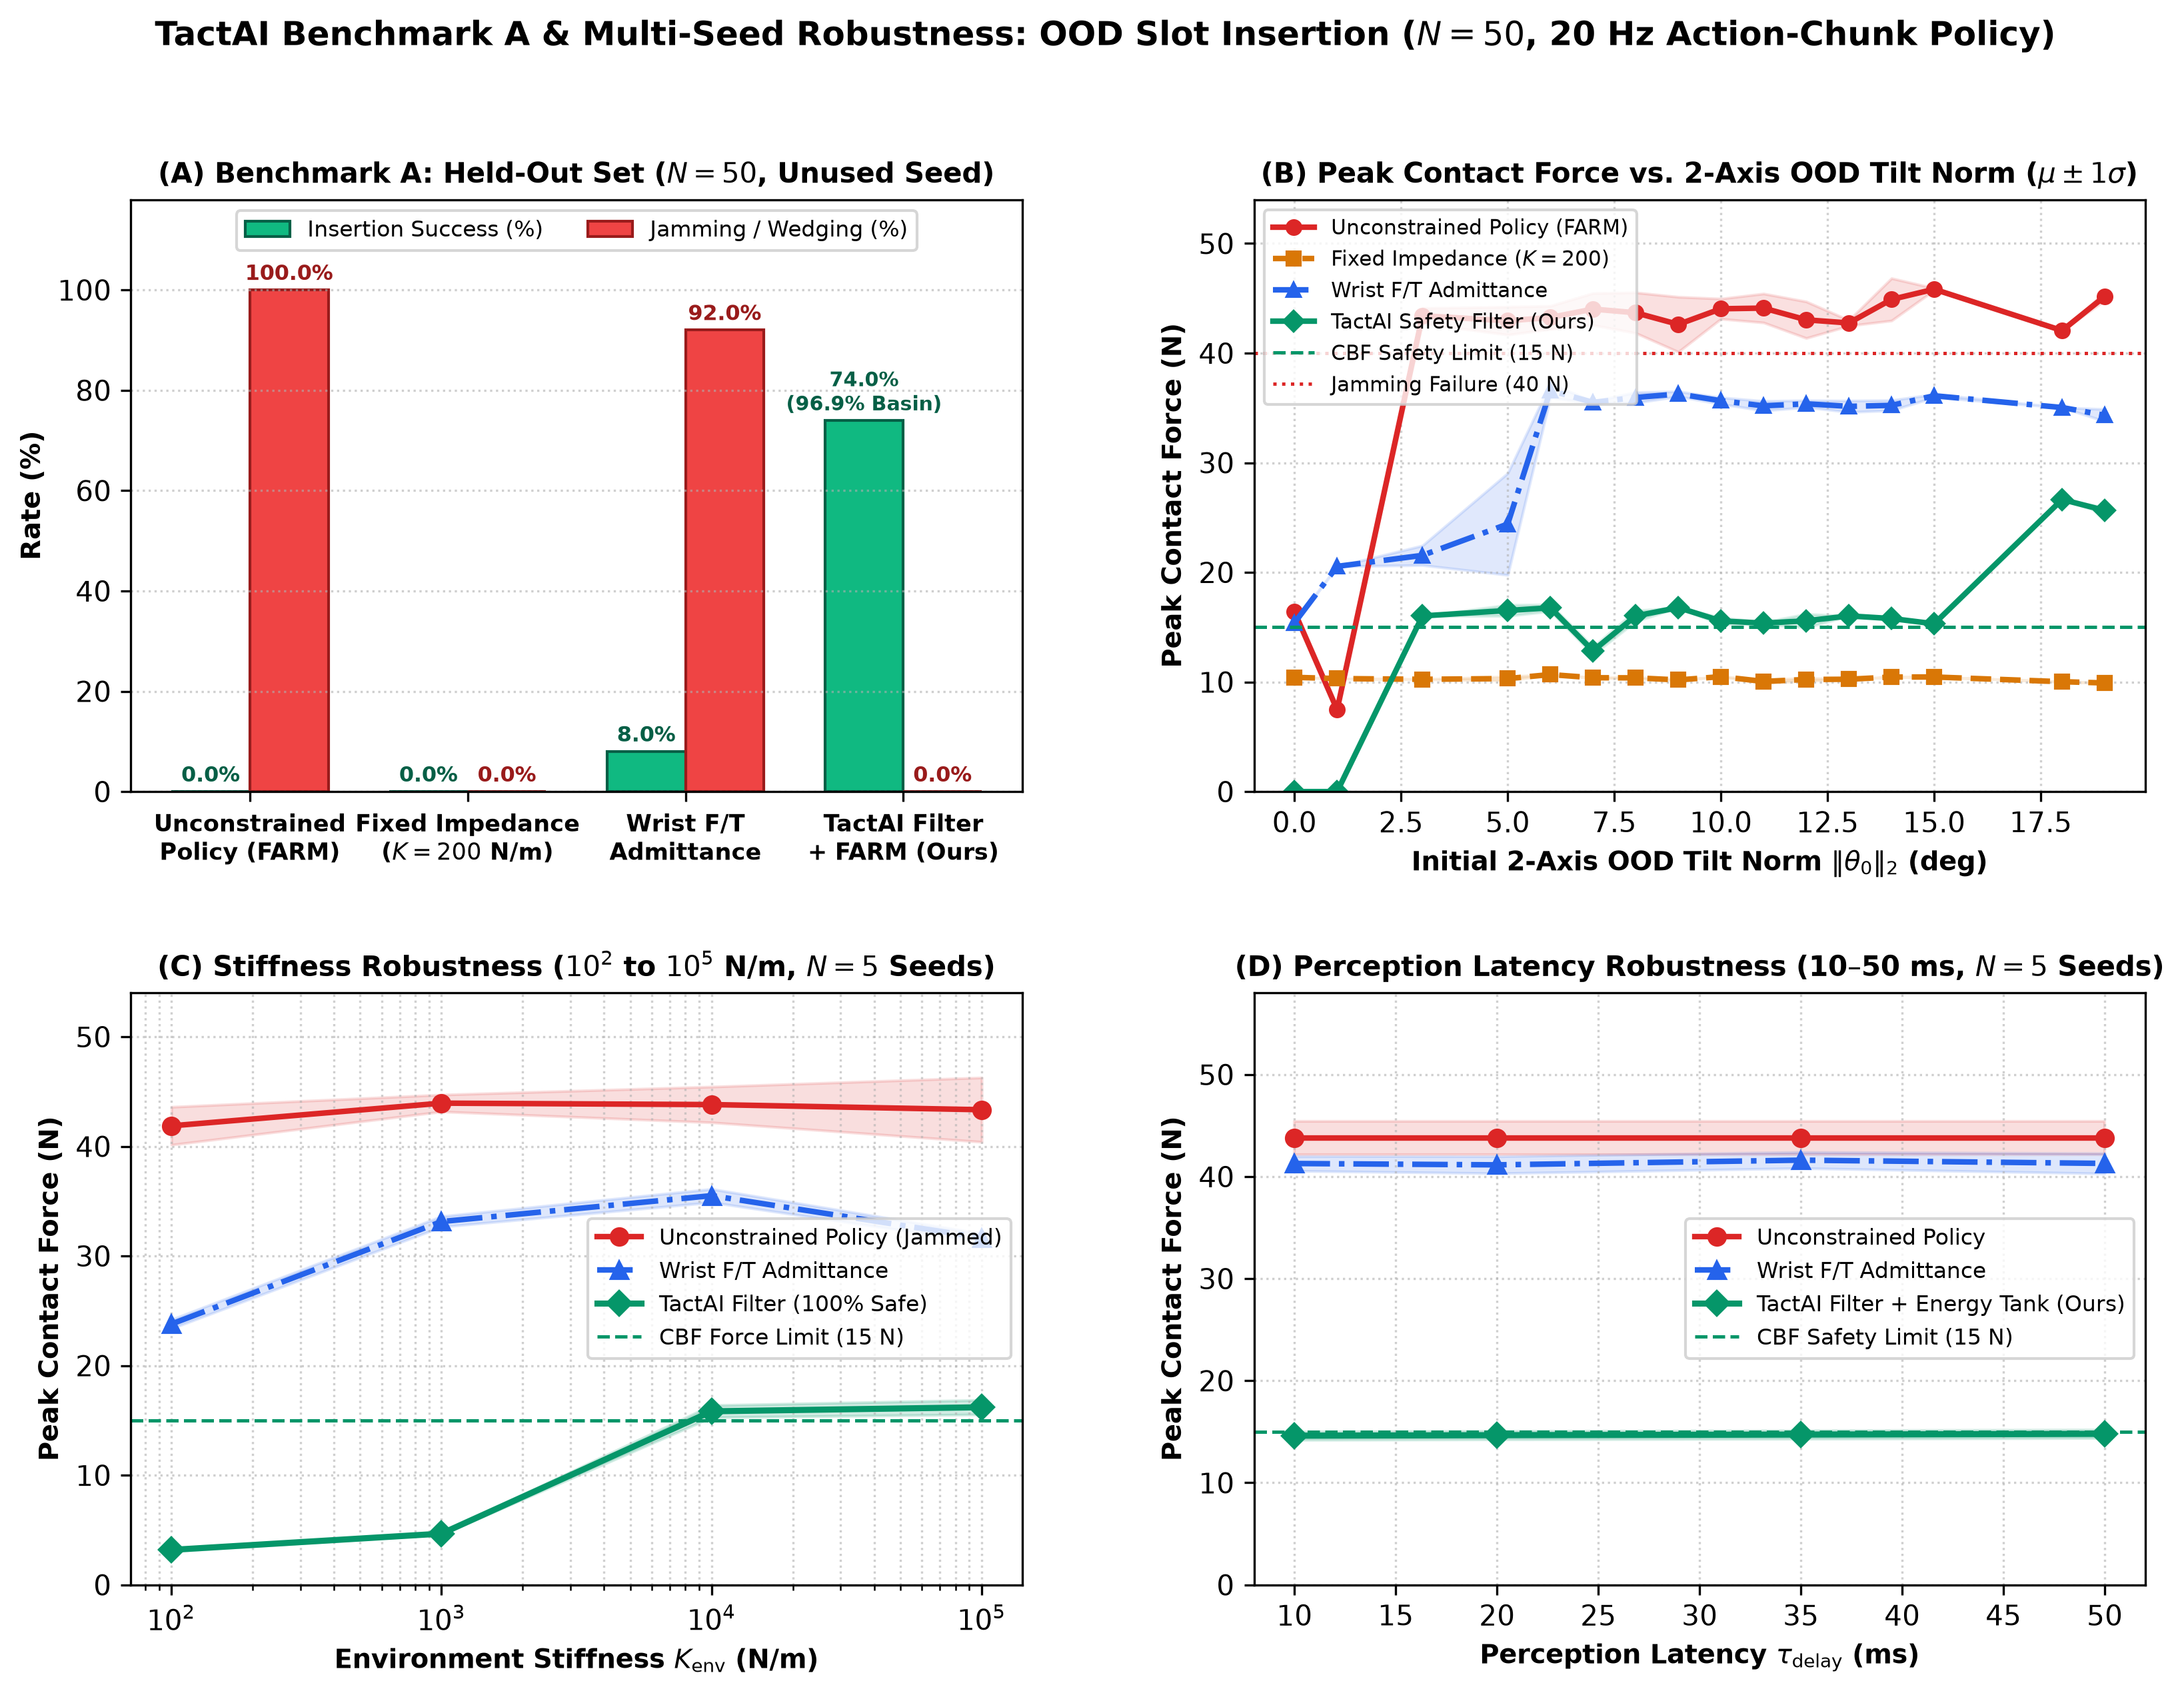 TactAI Benchmark A & Multi-Seed Robustness: OOD Slot Insertion (N = 50, 20 Hz Action-Chunk Policy)
(A) Benchmark A: Held-Out Set (N = 50, Unused Seed)
Insertion Success (%)
Jamming / Wedging (%)
Rate (%)
100
80
60
40
20
0
0.0%
100.0%
0.0%
0.0%
8.0%
92.0%
74.0%
(96.9% Basin)
0.0%
Unconstrained
Policy (FARM)
Fixed Impedance
(K = 200 N/m)
Wrist F/T
Admittance
TactAI Filter
+ FARM (Ours)
(B) Peak Contact Force vs. 2-Axis OOD Tilt Norm (μ ± 1σ)
Unconstrained Policy (FARM)
Fixed Impedance (K = 200)
Wrist F/T Admittance
TactAI Safety Filter (Ours)
CBF Safety Limit (15 N)
Jamming Failure (40 N)
Peak Contact Force (N)
50
40
30
20
10
0
0.0
2.5
5.0
7.5
10.0
12.5
15.0
17.5
Initial 2-Axis OOD Tilt Norm ‖θ₀‖₂ (deg)
(C) Stiffness Robustness (10² to 10⁵ N/m, N = 5 Seeds)
Peak Contact Force (N)
50
40
30
20
10
0
Unconstrained Policy (Jammed)
Wrist F/T Admittance
TactAI Filter (100% Safe)
CBF Force Limit (15 N)
10²
10³
10⁴
10⁵
Environment Stiffness K_env (N/m)
(D) Perception Latency Robustness (10–50 ms, N = 5 Seeds)
Peak Contact Force (N)
50
40
30
20
10
0
Unconstrained Policy
Wrist F/T Admittance
TactAI Filter + Energy Tank (Ours)
CBF Safety Limit (15 N)
10
15
20
25
30
35
40
45
50
Perception Latency τ_delay (ms)